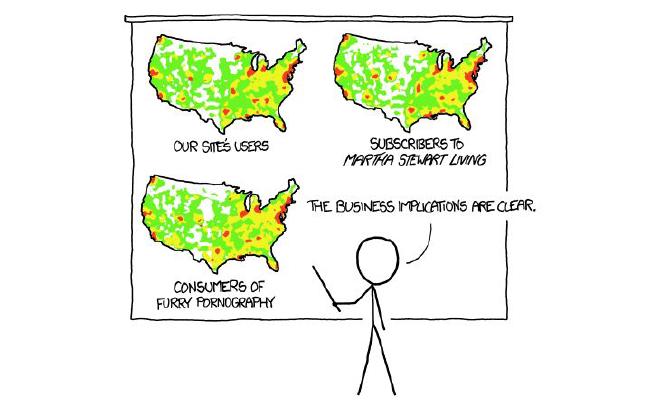 OUR SITE'S USERS
SUBSCRIBERS TO
MARTHA STEWART LIVING
THE BUSINESS IMPLICATIONS ARE CLEAR.
CONSUMERS OF
FURRY PORNOGRAPHY